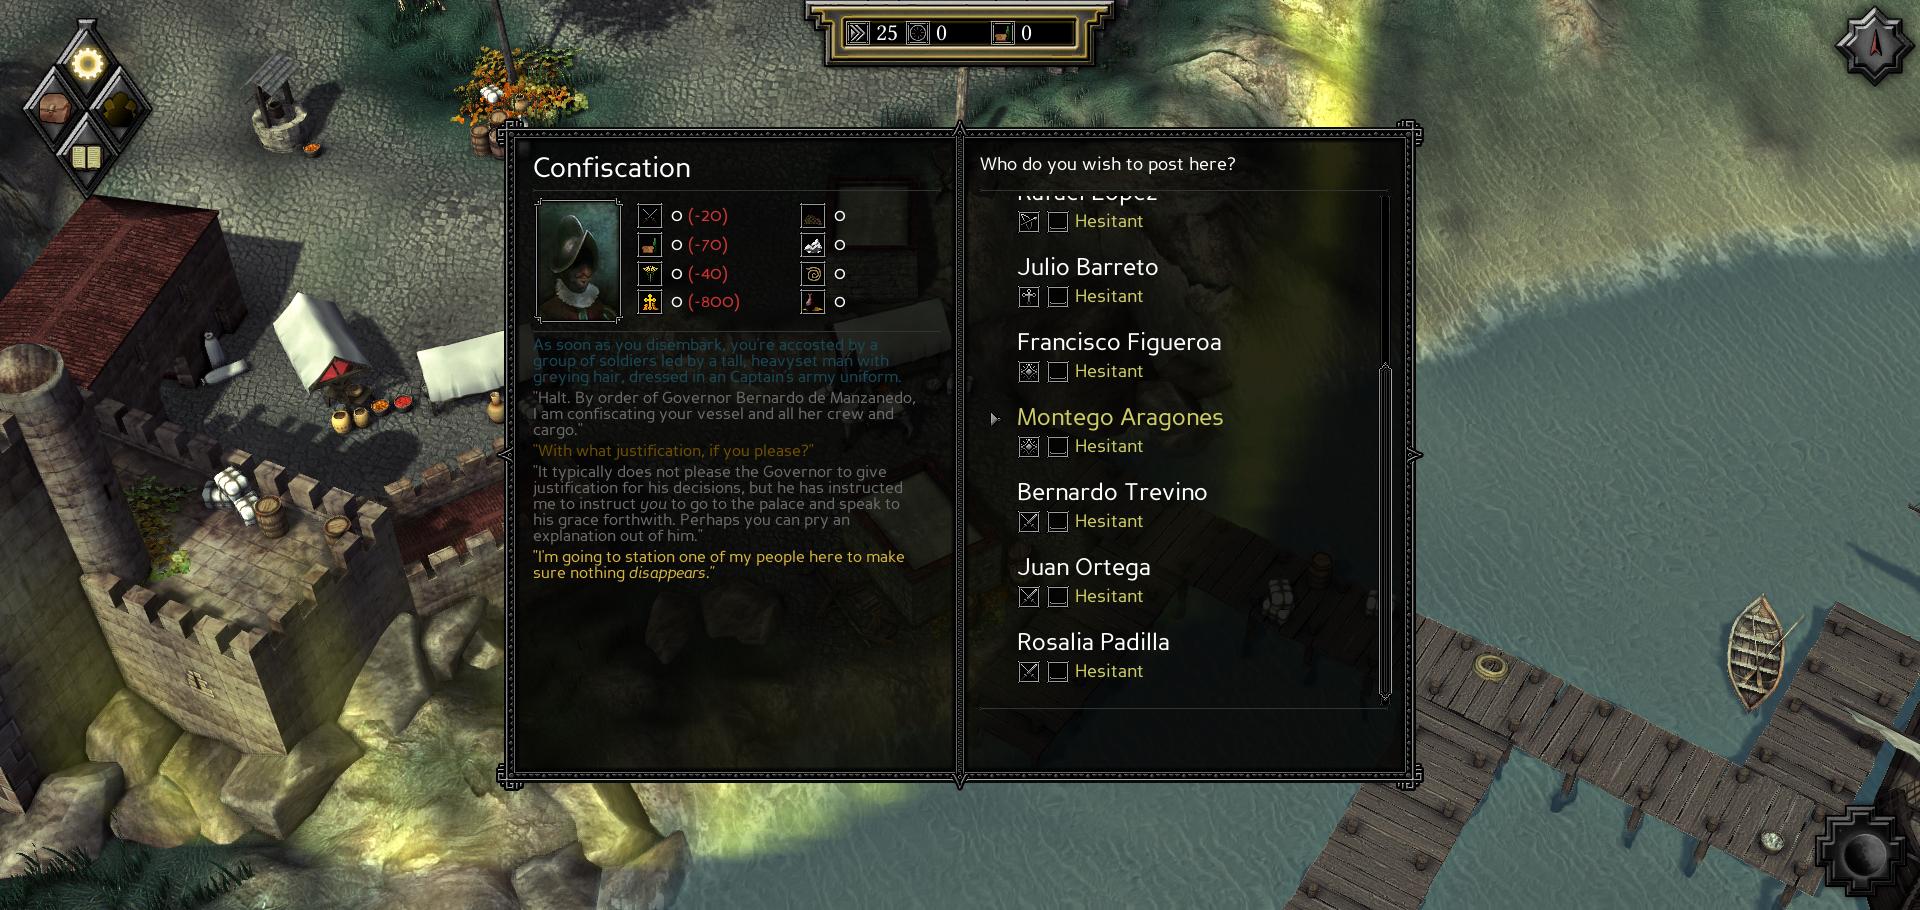 25 0 0
Confiscation
0 (-20) 0
0 (-70) 0
0 (-40) 0
0 (-800) 0
As soon as you disembark, you're accosted by a
group of soldiers led by a tall, heavyset man with
greying hair, dressed in an Captain's army uniform.
"Halt. By order of Governor Bernardo de Manzanedo,
I am confiscating your vessel and all her crew and
cargo."
"With what justification, if you please?"
"It typically does not please the Governor to give
justification for his decisions, but he has instructed
me to instruct you to go to the palace and speak to
his grace forthwith. Perhaps you can pry an
explanation out of him."
"I'm going to station one of my people here to make
sure nothing disappears."
Who do you wish to post here?
Rafael Lopez
Hesitant
Julio Barreto
Hesitant
Francisco Figueroa
Hesitant
Montego Aragones
Hesitant
Bernardo Trevino
Hesitant
Juan Ortega
Hesitant
Rosalia Padilla
Hesitant